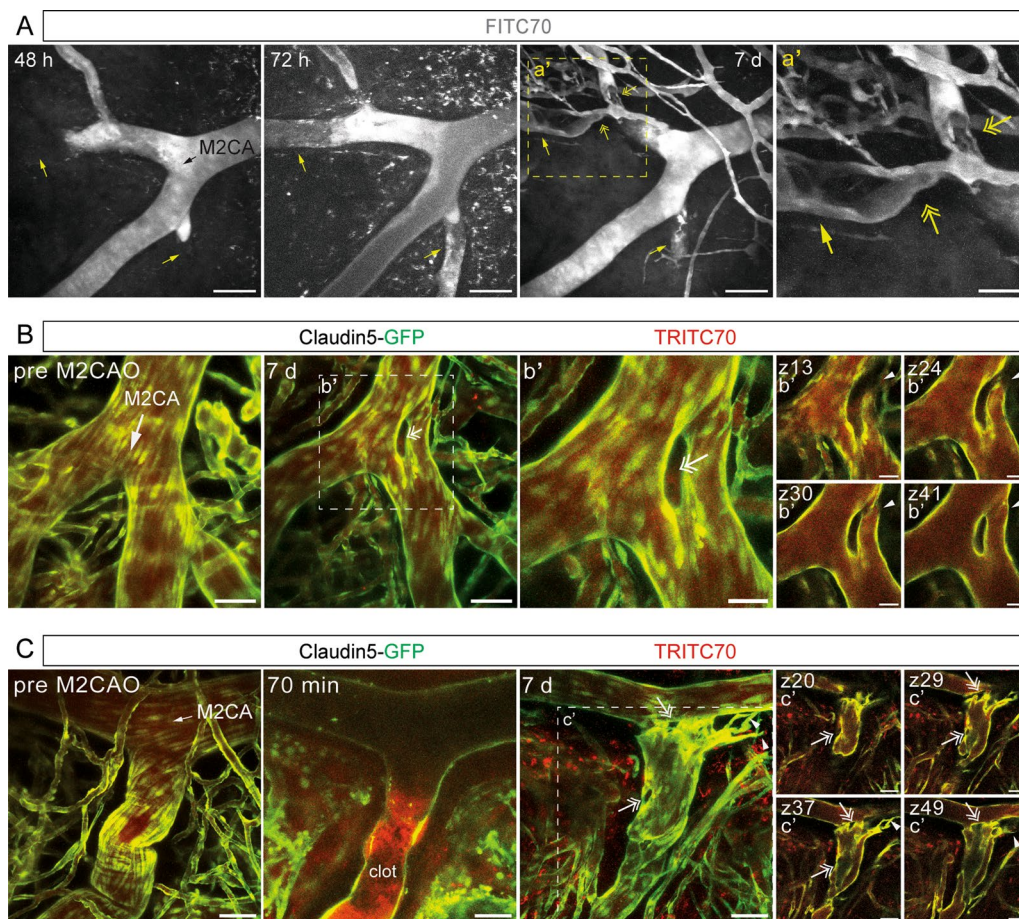 A
FITC70
48 h
M2CA
72 h
7 d
a'
a'
B
Claudin5-GFP
TRITC70
pre M2CAO
M2CA
7 d
b'
b'
z13
b'
z24
b'
z30
b'
z41
b'
C
Claudin5-GFP
TRITC70
pre M2CAO
M2CA
70 min
clot
7 d
c'
z20
c'
z29
c'
z37
c'
z49
c'